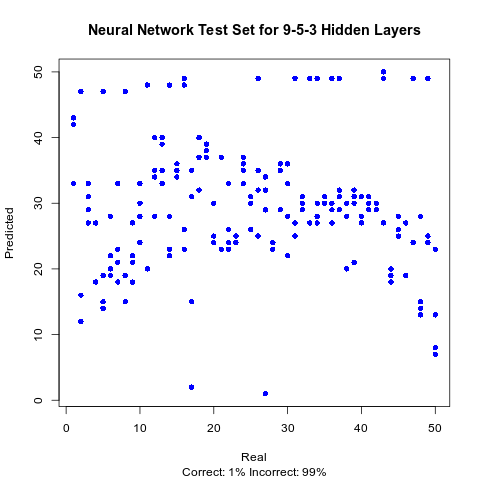 Neural Network Test Set for 9-5-3 Hidden Layers
50
40
30
20
10
0
Predicted
0 10 20 30 40 50
Real
Correct: 1% Incorrect: 99%